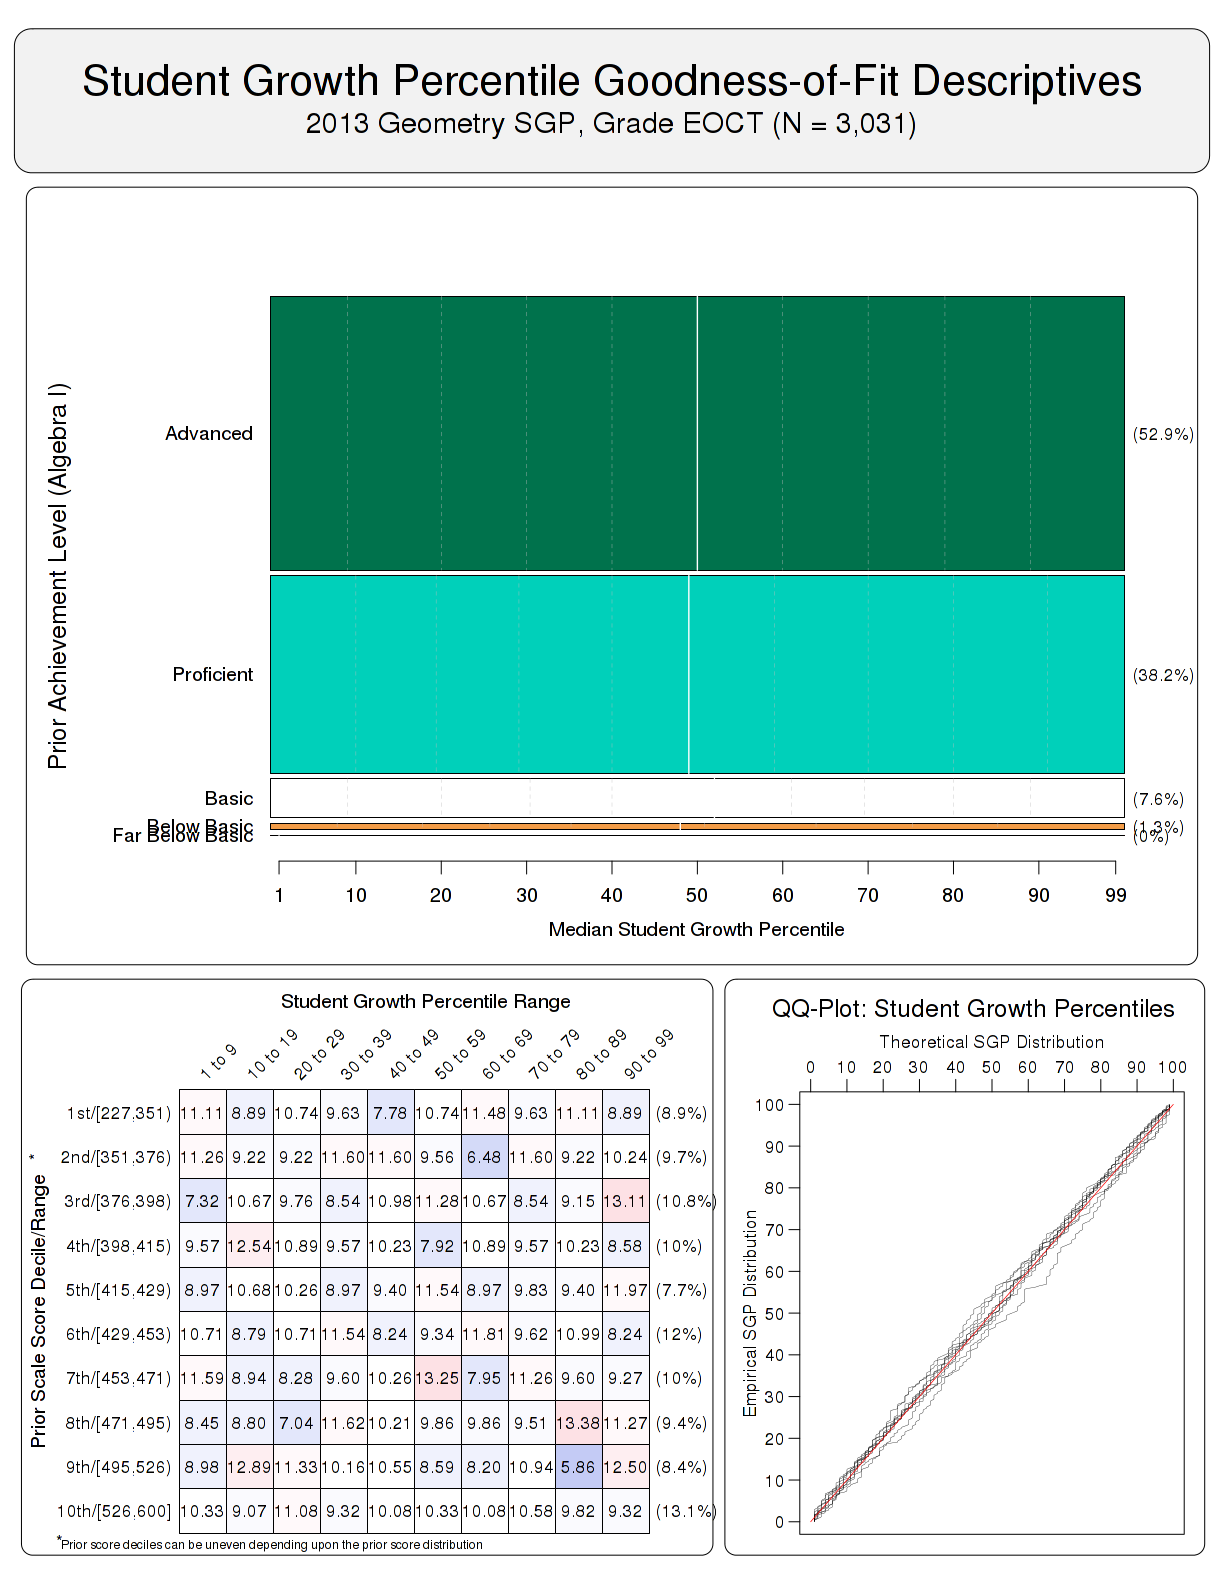 Student Growth Percentile Goodness-of-Fit Descriptives
2013 Geometry SGP, Grade EOCT (N = 3,031)
Prior Achievement Level (Algebra I)
Advanced (52.9%)
Proficient (38.2%)
Basic (7.6%)
Below Basic (1.3%)
Far Below Basic (0%)
1 10 20 30 40 50 60 70 80 90 99
Median Student Growth Percentile
Student Growth Percentile Range
1 to 9 10 to 19 20 to 29 30 to 39 40 to 49 50 to 59 60 to 69 70 to 79 80 to 89 90 to 99
Prior Scale Score Decile/Range *
1st/[227,351) 11.11 8.89 10.74 9.63 7.78 10.74 11.48 9.63 11.11 8.89 (8.9%)
2nd/[351,376) 11.26 9.22 9.22 11.60 11.60 9.56 6.48 11.60 9.22 10.24 (9.7%)
3rd/[376,398) 7.32 10.67 9.76 8.54 10.98 11.28 10.67 8.54 9.15 13.11 (10.8%)
4th/[398,415) 9.57 12.54 10.89 9.57 10.23 7.92 10.89 9.57 10.23 8.58 (10%)
5th/[415,429) 8.97 10.68 10.26 8.97 9.40 11.54 8.97 9.83 9.40 11.97 (7.7%)
6th/[429,453) 10.71 8.79 10.71 11.54 8.24 9.34 11.81 9.62 10.99 8.24 (12%)
7th/[453,471) 11.59 8.94 8.28 9.60 10.26 13.25 7.95 11.26 9.60 9.27 (10%)
8th/[471,495) 8.45 8.80 7.04 11.62 10.21 9.86 9.86 9.51 13.38 11.27 (9.4%)
9th/[495,526) 8.98 12.89 11.33 10.16 10.55 8.59 8.20 10.94 5.86 12.50 (8.4%)
10th/[526,600] 10.33 9.07 11.08 9.32 10.08 10.33 10.08 10.58 9.82 9.32 (13.1%)
*Prior score deciles can be uneven depending upon the prior score distribution
QQ-Plot: Student Growth Percentiles
Theoretical SGP Distribution
0 10 20 30 40 50 60 70 80 90 100
Empirical SGP Distribution
100
90
80
70
60
50
40
30
20
10
0